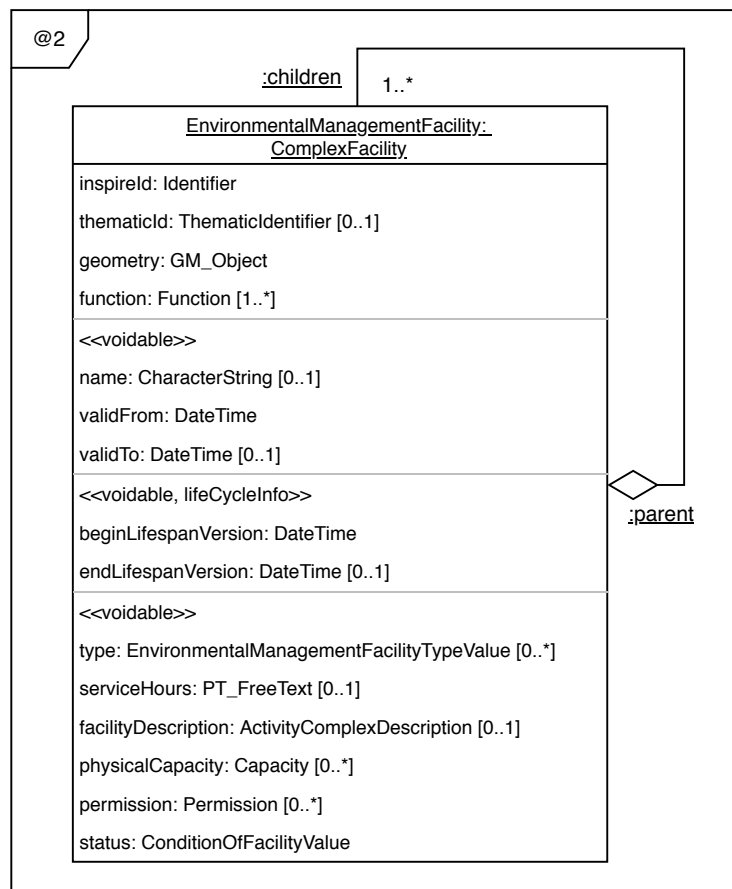 @2
:children
1..*
EnvironmentalManagementFacility:
ComplexFacility
inspireId: Identifier
thematicId: ThematicIdentifier [0..1]
geometry: GM_Object
function: Function [1..*]
<<voidable>>
name: CharacterString [0..1]
validFrom: DateTime
validTo: DateTime [0..1]
<<voidable, lifeCycleInfo>>
beginLifespanVersion: DateTime
endLifespanVersion: DateTime [0..1]
:parent
<<voidable>>
type: EnvironmentalManagementFacilityTypeValue [0..*]
serviceHours: PT_FreeText [0..1]
facilityDescription: ActivityComplexDescription [0..1]
physicalCapacity: Capacity [0..*]
permission: Permission [0..*]
status: ConditionOfFacilityValue